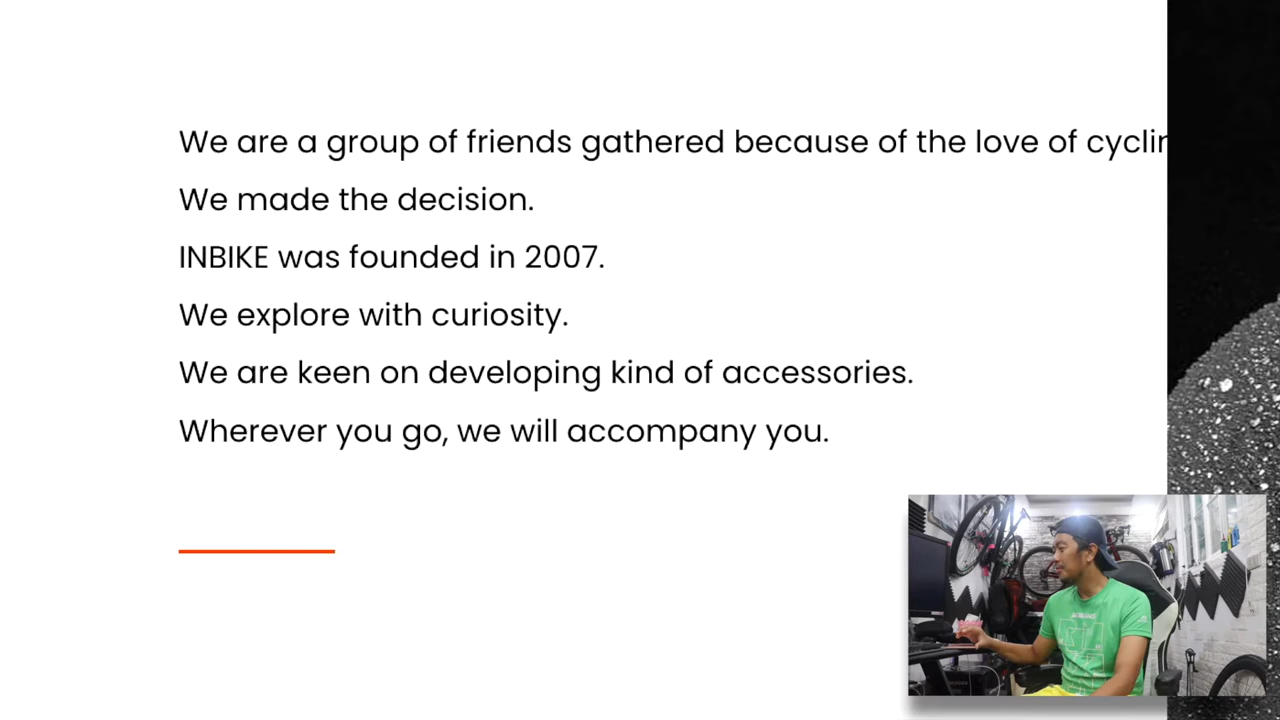 We are a group of friends gathered because of the love of cyclin
We made the decision.
INBIKE was founded in 2007.
We explore with curiosity.
We are keen on developing kind of accessories.
Wherever you go, we will accompany you.